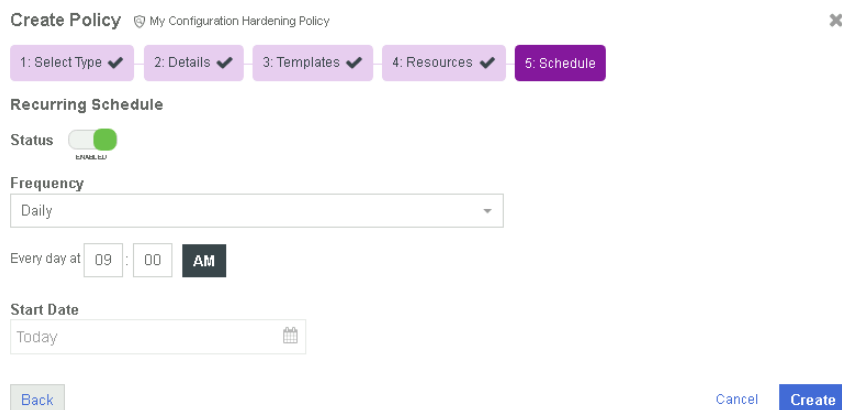 Create Policy My Configuration Hardening Policy
1: Select Type 2: Details 3: Templates 4: Resources 5: Schedule
Recurring Schedule
Status
ENABLED
Frequency
Daily
Every day at 09 : 00 AM
Start Date
Today
Back Cancel Create